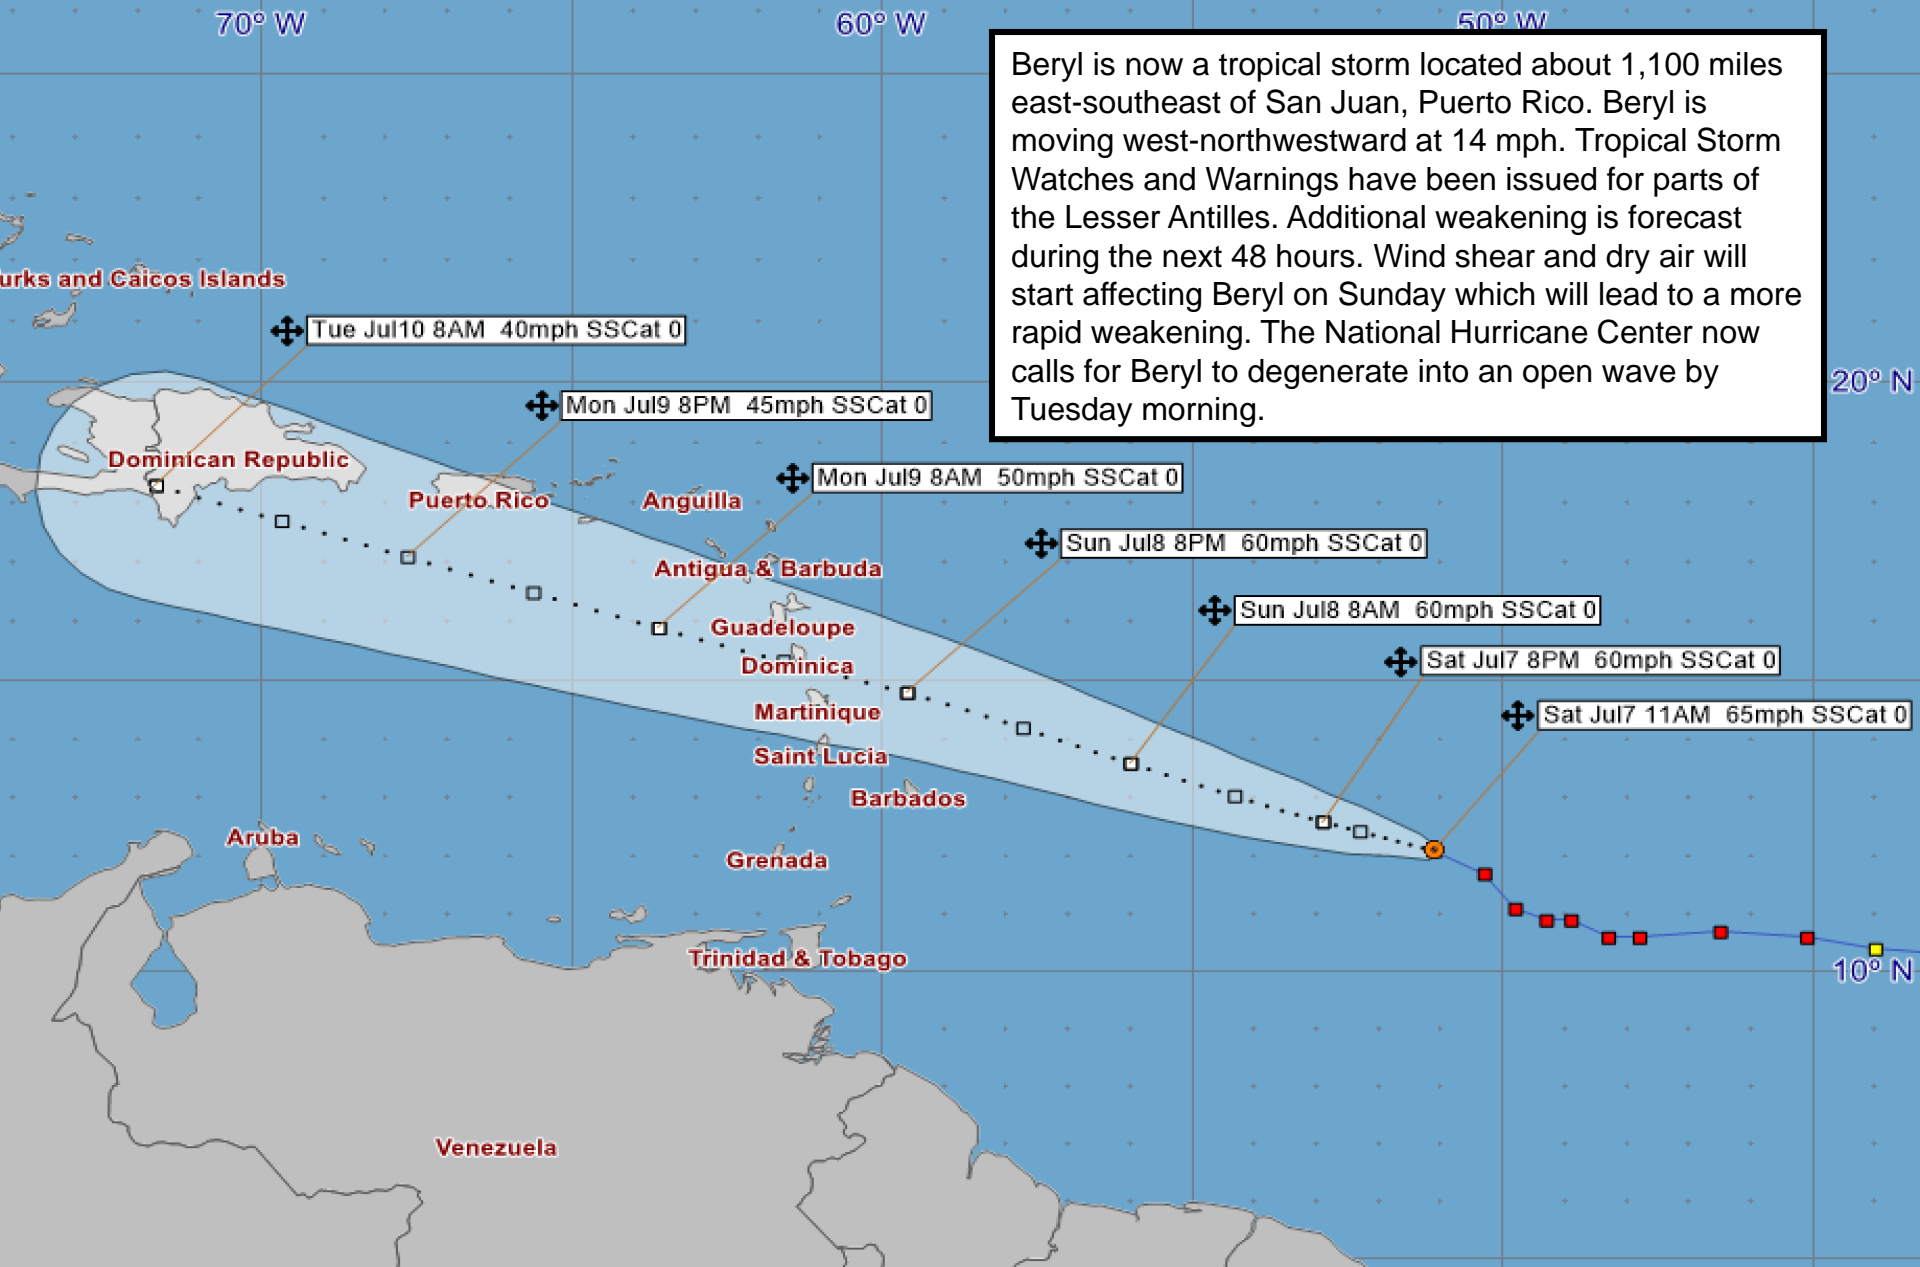 70° W
60° W
50° W
Beryl is now a tropical storm located about 1,100 miles
east-southeast of San Juan, Puerto Rico. Beryl is
moving west-northwestward at 14 mph. Tropical Storm
Watches and Warnings have been issued for parts of
the Lesser Antilles. Additional weakening is forecast
during the next 48 hours. Wind shear and dry air will
start affecting Beryl on Sunday which will lead to a more
rapid weakening. The National Hurricane Center now
calls for Beryl to degenerate into an open wave by
Tuesday morning.
urks and Caicos Islands
Tue Jul10 8AM 40mph SSCat 0
20° N
Mon Jul9 8PM 45mph SSCat 0
Dominican Republic
Mon Jul9 8AM 50mph SSCat 0
Puerto Rico
Anguilla
Sun Jul8 8PM 60mph SSCat 0
Antigua & Barbuda
Sun Jul8 8AM 60mph SSCat 0
Guadeloupe
Sat Jul7 8PM 60mph SSCat 0
Dominica
Martinique
Sat Jul7 11AM 65mph SSCat 0
Saint Lucia
Barbados
Aruba
Grenada
Trinidad & Tobago
10° N
Venezuela